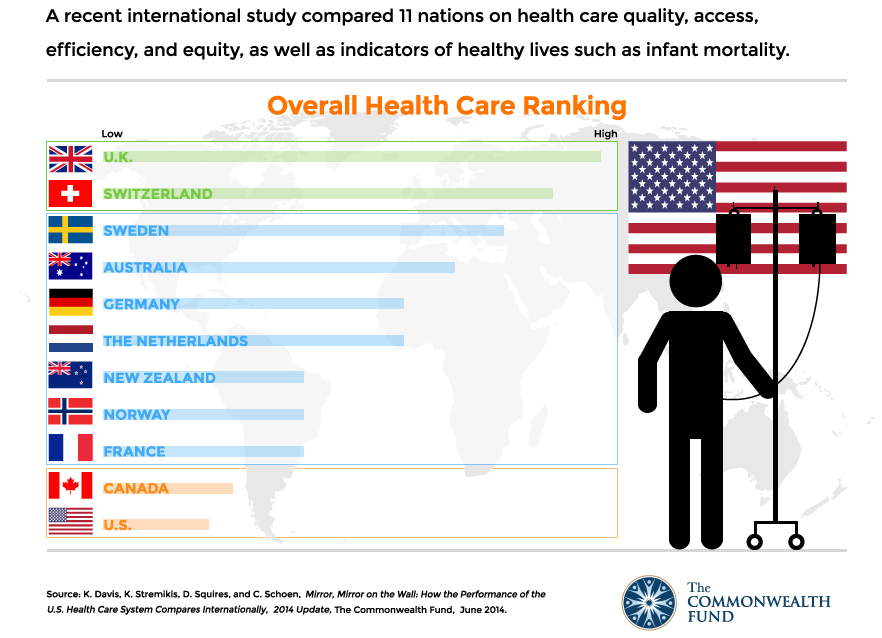 A recent international study compared 11 nations on health care quality, access,
efficiency, and equity, as well as indicators of healthy lives such as infant mortality.
Overall Health Care Ranking
Low High
U.K.
SWITZERLAND
SWEDEN
AUSTRALIA
GERMANY
THE NETHERLANDS
NEW ZEALAND
NORWAY
FRANCE
CANADA
U.S.
Source: K. Davis, K. Stremikis, D. Squires, and C. Schoen, Mirror, Mirror on the Wall: How the Performance of the
U.S. Health Care System Compares Internationally, 2014 Update, The Commonwealth Fund, June 2014.
The
COMMONWEALTH
FUND